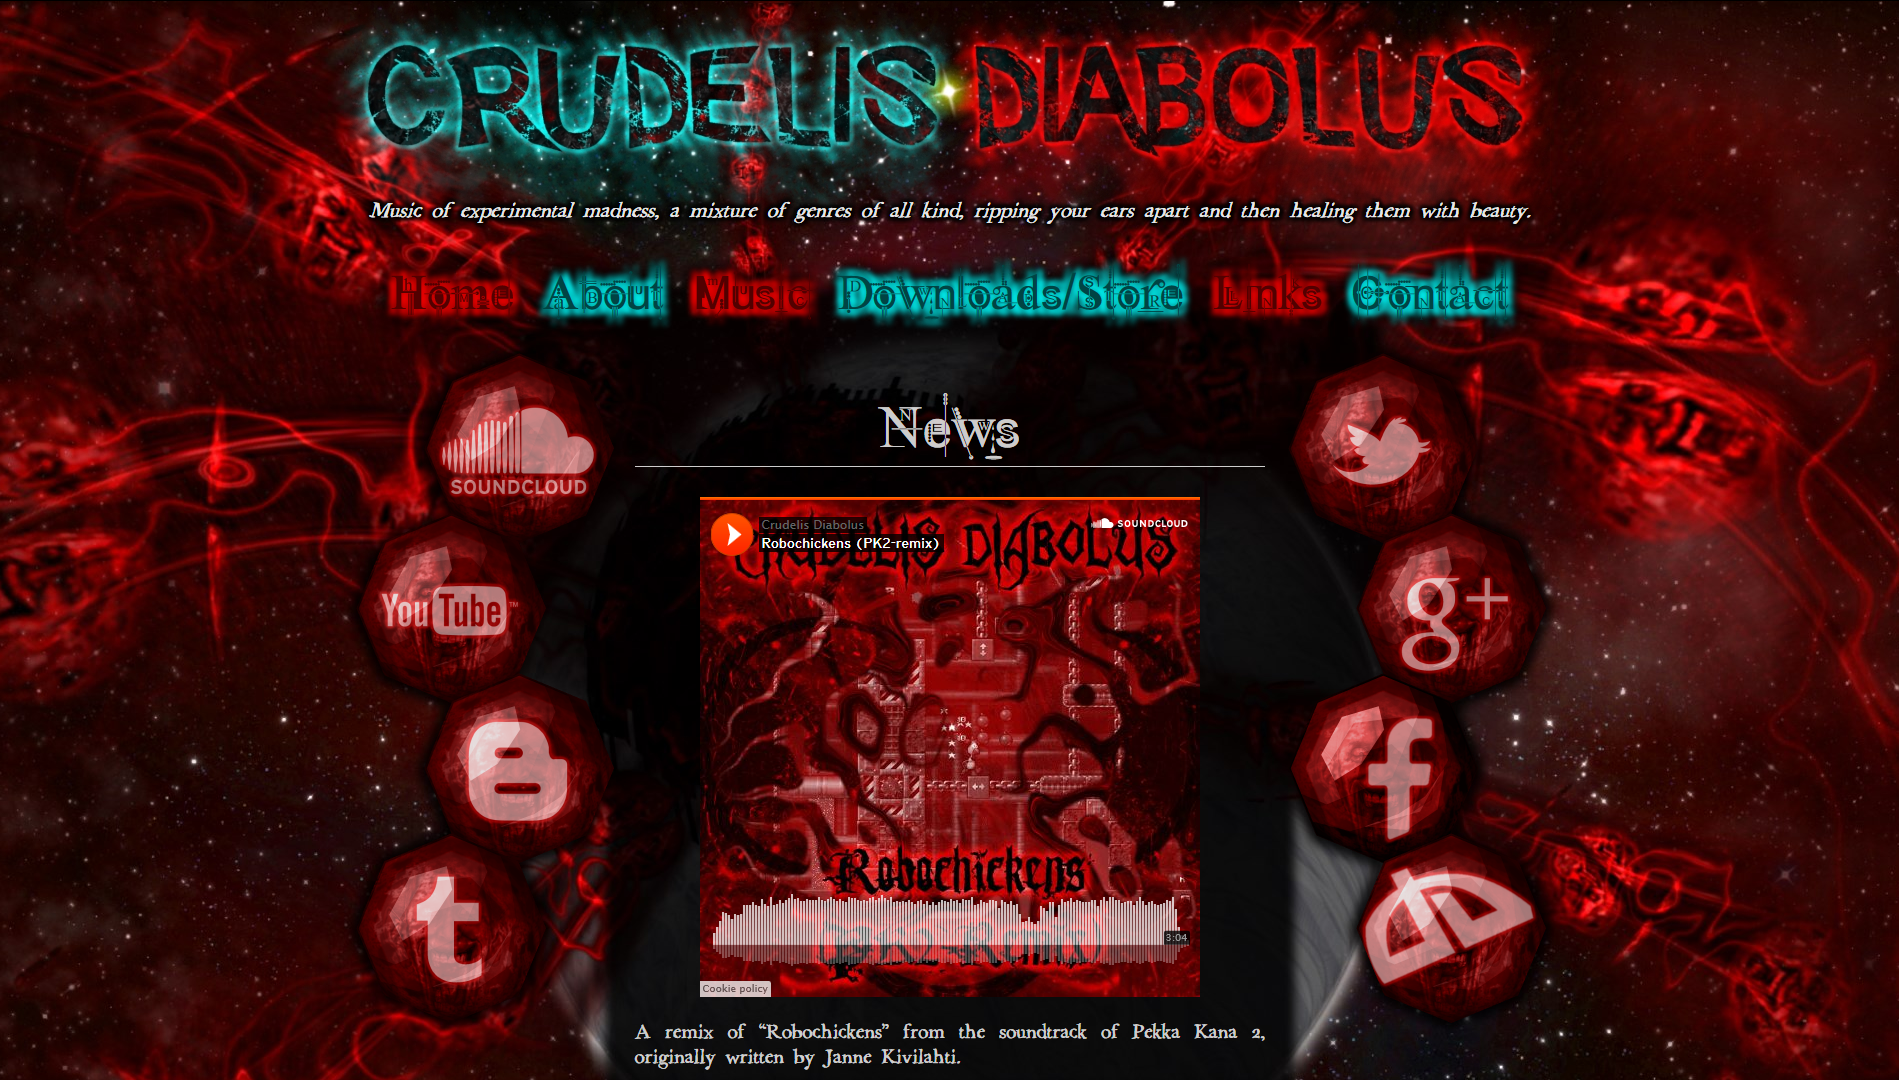 CRUDELIS DIABOLUS
Music of experimental madness, a mixture of genres of all kind, ripping your ears apart and then healing them with beauty.
Home About Music Downloads/Store Links Contact
News
SOUNDCLOUD
YouTube™
g+
Crudelis Diabolus
Robochickens (PK2-remix)
SOUNDCLOUD
CRUDELIS DIABOLUS
Robochickens
(PK2-Remix)
3:04
Cookie policy
A remix of “Robochickens” from the soundtrack of Pekka Kana 2,
originally written by Janne Kivilahti.